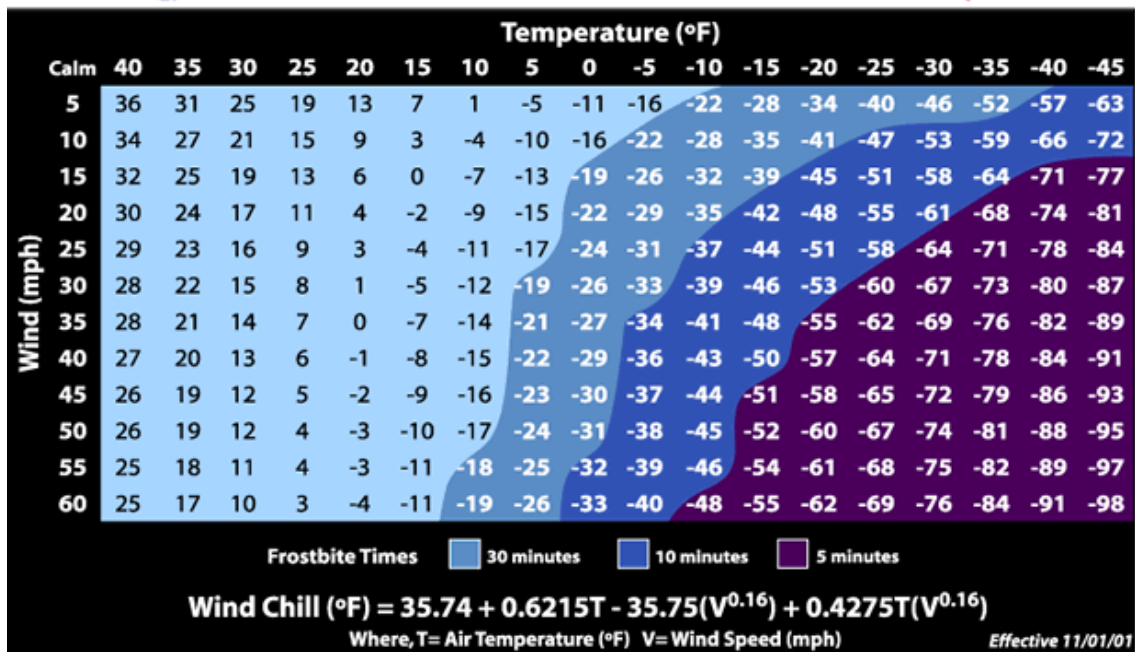 Temperature (ºF)
Calm 40 35 30 25 20 15 10 5 0 -5 -10 -15 -20 -25 -30 -35 -40 -45
Wind (mph)
5 36 31 25 19 13 7 1 -5 -11 -16 -22 -28 -34 -40 -46 -52 -57 -63
10 34 27 21 15 9 3 -4 -10 -16 -22 -28 -35 -41 -47 -53 -59 -66 -72
15 32 25 19 13 6 0 -7 -13 -19 -26 -32 -39 -45 -51 -58 -64 -71 -77
20 30 24 17 11 4 -2 -9 -15 -22 -29 -35 -42 -48 -55 -61 -68 -74 -81
25 29 23 16 9 3 -4 -11 -17 -24 -31 -37 -44 -51 -58 -64 -71 -78 -84
30 28 22 15 8 1 -5 -12 -19 -26 -33 -39 -46 -53 -60 -67 -73 -80 -87
35 28 21 14 7 0 -7 -14 -21 -27 -34 -41 -48 -55 -62 -69 -76 -82 -89
40 27 20 13 6 -1 -8 -15 -22 -29 -36 -43 -50 -57 -64 -71 -78 -84 -91
45 26 19 12 5 -2 -9 -16 -23 -30 -37 -44 -51 -58 -65 -72 -79 -86 -93
50 26 19 12 4 -3 -10 -17 -24 -31 -38 -45 -52 -60 -67 -74 -81 -88 -95
55 25 18 11 4 -3 -11 -18 -25 -32 -39 -46 -54 -61 -68 -75 -82 -89 -97
60 25 17 10 3 -4 -11 -19 -26 -33 -40 -48 -55 -62 -69 -76 -84 -91 -98
Frostbite Times 30 minutes 10 minutes 5 minutes
Wind Chill (ºF) = 35.74 + 0.6215T - 35.75(V^0.16) + 0.4275T(V^0.16)
Where, T= Air Temperature (ºF) V= Wind Speed (mph) Effective 11/01/01